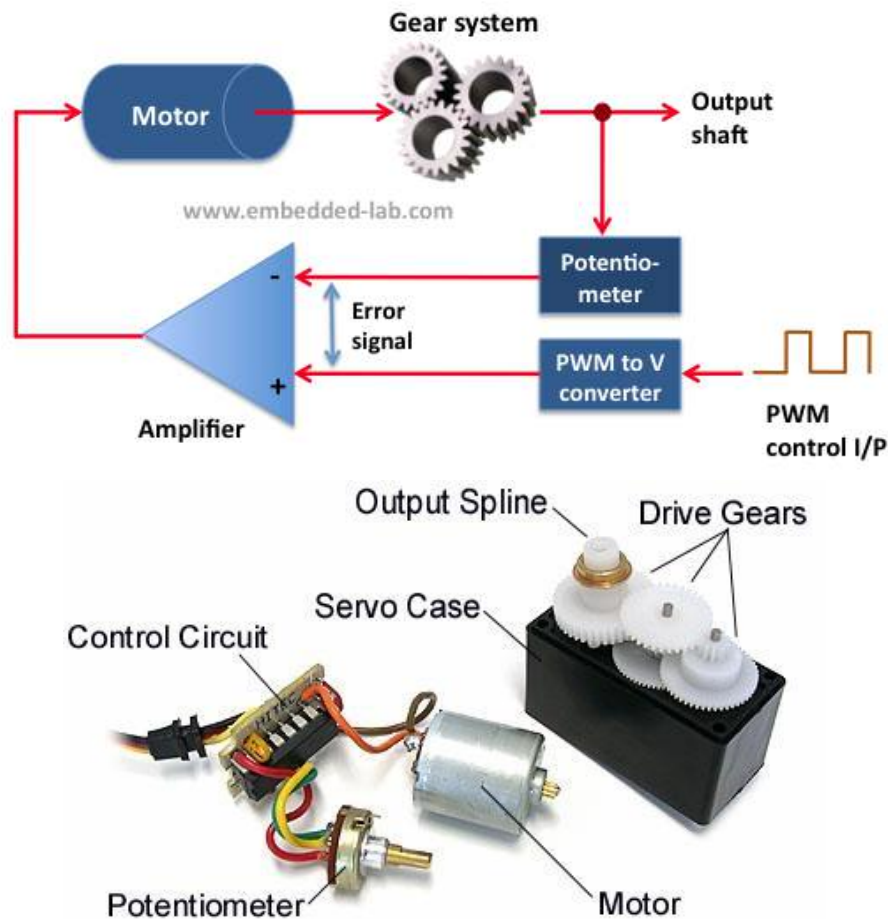 Gear system
Motor
Output
shaft
www.embedded-lab.com
Potentio-
meter
-
Error
signal
PWM to V
converter
+
Amplifier
PWM
control I/P
Output Spline
Drive Gears
Servo Case
Control Circuit
Potentiometer
Motor